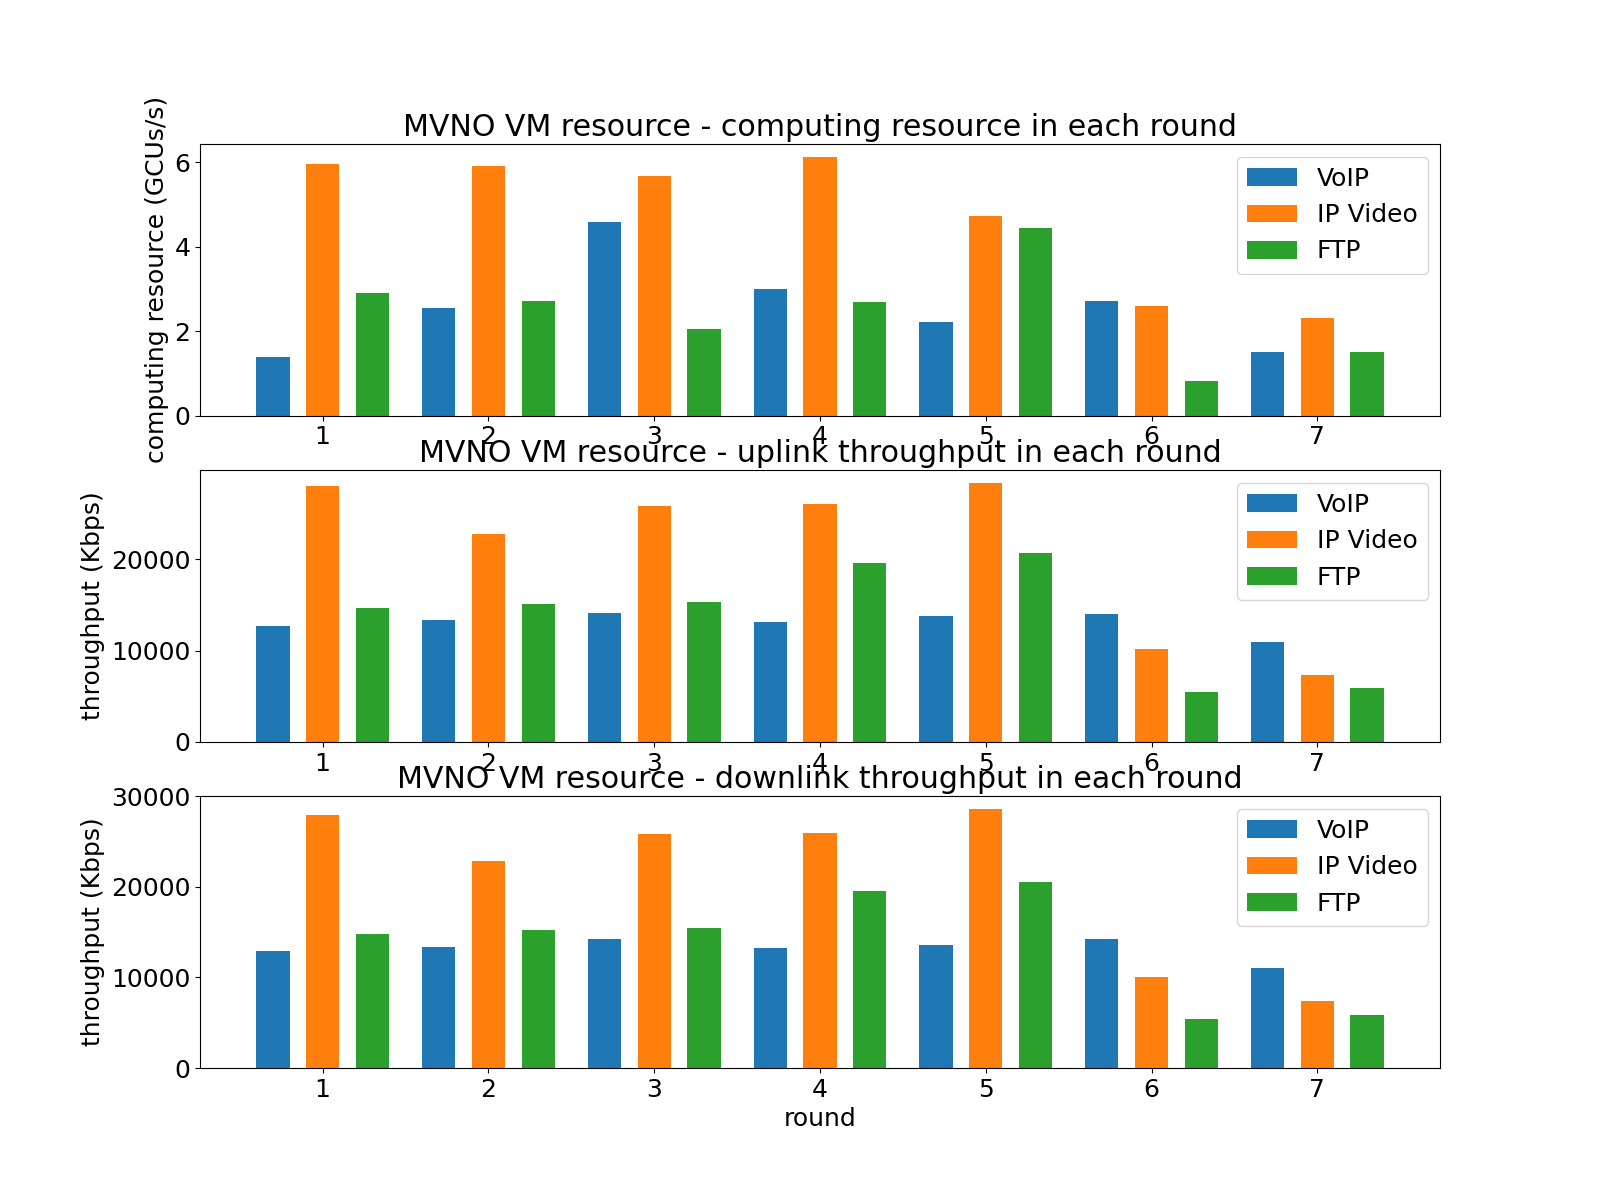 MVNO VM resource - computing resource in each round
computing resource (GCUs/s)
6
4
2
0
VoIP
IP Video
FTP
1 2 3 4 5 6 7
MVNO VM resource - uplink throughput in each round
throughput (Kbps)
20000
10000
0
VoIP
IP Video
FTP
1 2 3 4 5 6 7
MVNO VM resource - downlink throughput in each round
throughput (Kbps)
30000
20000
10000
0
VoIP
IP Video
FTP
1 2 3 4 5 6 7
round